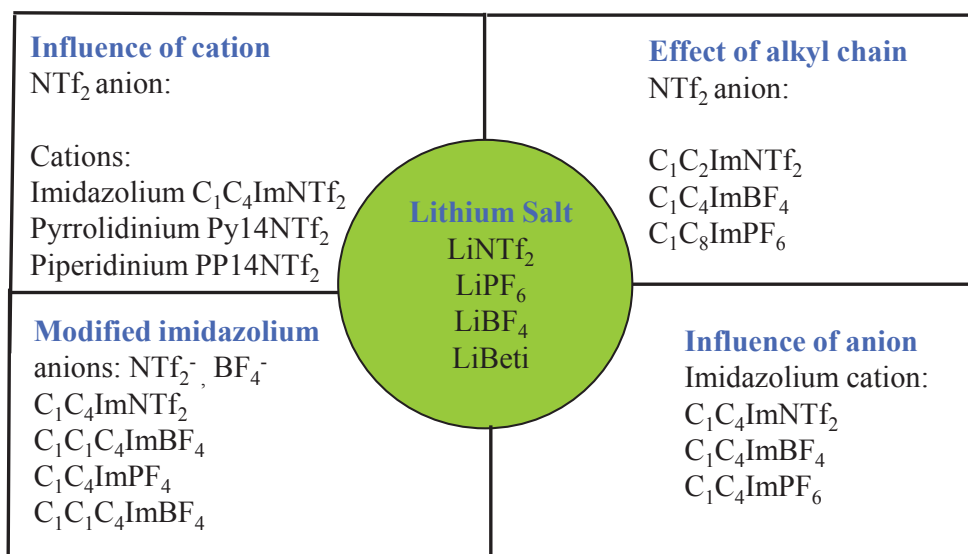 Influence of cation
NTf₂ anion:
Cations:
Imidazolium C₁C₄ImNTf₂
Pyrrolidinium Py14NTf₂
Piperidinium PP14NTf₂
Effect of alkyl chain
NTf₂ anion:
C₁C₂ImNTf₂
C₁C₄ImBF₄
C₁C₈ImPF₆
Lithium Salt
LiNTf₂
LiPF₆
LiBF₄
LiBeti
Modified imidazolium
anions: NTf₂⁻, BF₄⁻
C₁C₄ImNTf₂
C₁C₁C₄ImBF₄
C₁C₄ImPF₄
C₁C₁C₄ImBF₄
Influence of anion
Imidazolium cation:
C₁C₄ImNTf₂
C₁C₄ImBF₄
C₁C₄ImPF₆